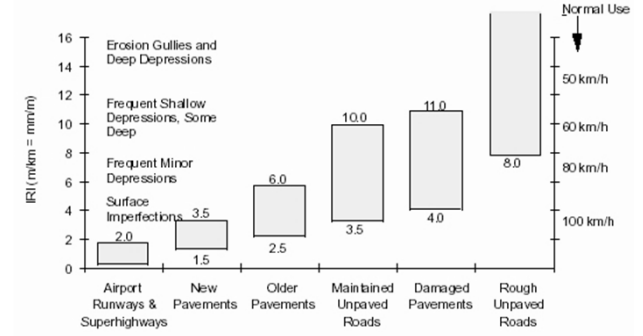 Normal Use
IRI (m/km = mm/m)
16
14
12
10
8
6
4
2
0
Erosion Gullies and
Deep Depressions
Frequent Shallow
Depressions, Some
Deep
Frequent Minor
Depressions
Surface
Imperfections
2.0
3.5
1.5
6.0
2.5
10.0
3.5
11.0
4.0
8.0
50 km/h
60 km/h
80 km/h
100 km/h
Airport
Runways &
Superhighways
New
Pavements
Older
Pavements
Maintained
Unpaved
Roads
Damaged
Pavements
Rough
Unpaved
Roads